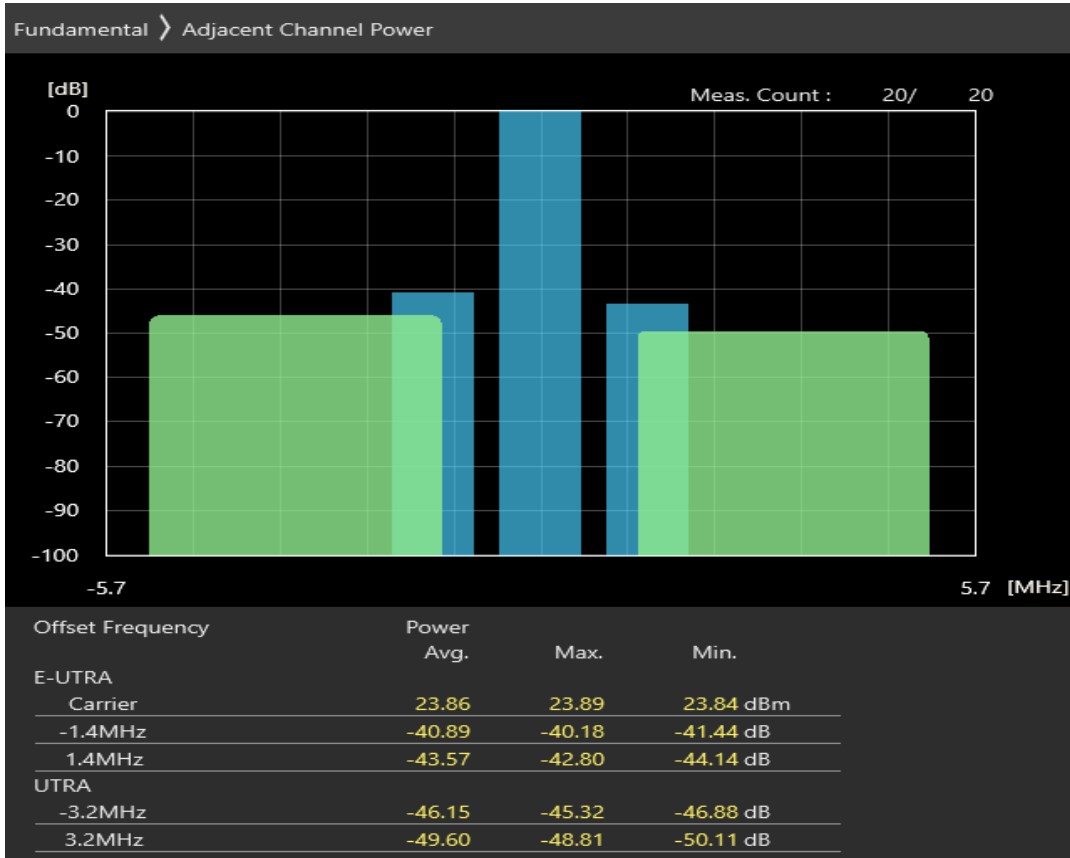 Fundamental 〉 Adjacent Channel Power
[dB]
Meas. Count : 20/ 20
0
-10
-20
-30
-40
-50
-60
-70
-80
-90
-100
-5.7 5.7 [MHz]
Offset Frequency Power
Avg. Max. Min.
E-UTRA
Carrier 23.86 23.89 23.84 dBm
-1.4MHz -40.89 -40.18 -41.44 dB
1.4MHz -43.57 -42.80 -44.14 dB
UTRA
-3.2MHz -46.15 -45.32 -46.88 dB
3.2MHz -49.60 -48.81 -50.11 dB